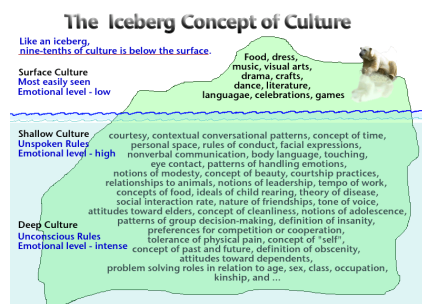 The Iceberg Concept of Culture
Like an iceberg,
nine-tenths of culture is below the surface.
Surface Culture
Most easily seen
Emotional level - low
Food, dress,
music, visual arts,
drama, crafts,
dance, literature,
languagae, celebrations, games
Shallow Culture
Unspoken Rules
Emotional level - high
courtesy, contextual conversational patterns, concept of time,
personal space, rules of conduct, facial expressions,
nonverbal communication, body language, touching,
eye contact, patterns of handling emotions,
notions of modesty, concept of beauty, courtship practices,
relationships to animals, notions of leadership, tempo of work,
concepts of food, ideals of child rearing, theory of disease,
social interaction rate, nature of friendships, tone of voice,
attitudes toward elders, concept of cleanliness, notions of adolescence,
patterns of group decision-making, definition of insanity,
Deep Culture
Unconscious Rules
Emotional level - intense
preferences for competition or cooperation,
tolerance of physical pain, concept of "self",
concept of past and future, definition of obscenity,
attitudes toward dependents,
problem solving roles in relation to age, sex, class, occupation,
kinship, and ...